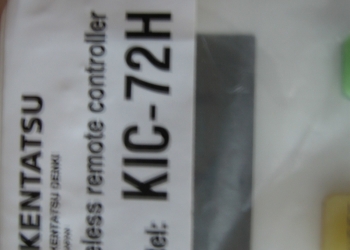 KENTATSU
KENTATSU DENKI
eless remote controller
del: KIC-72H